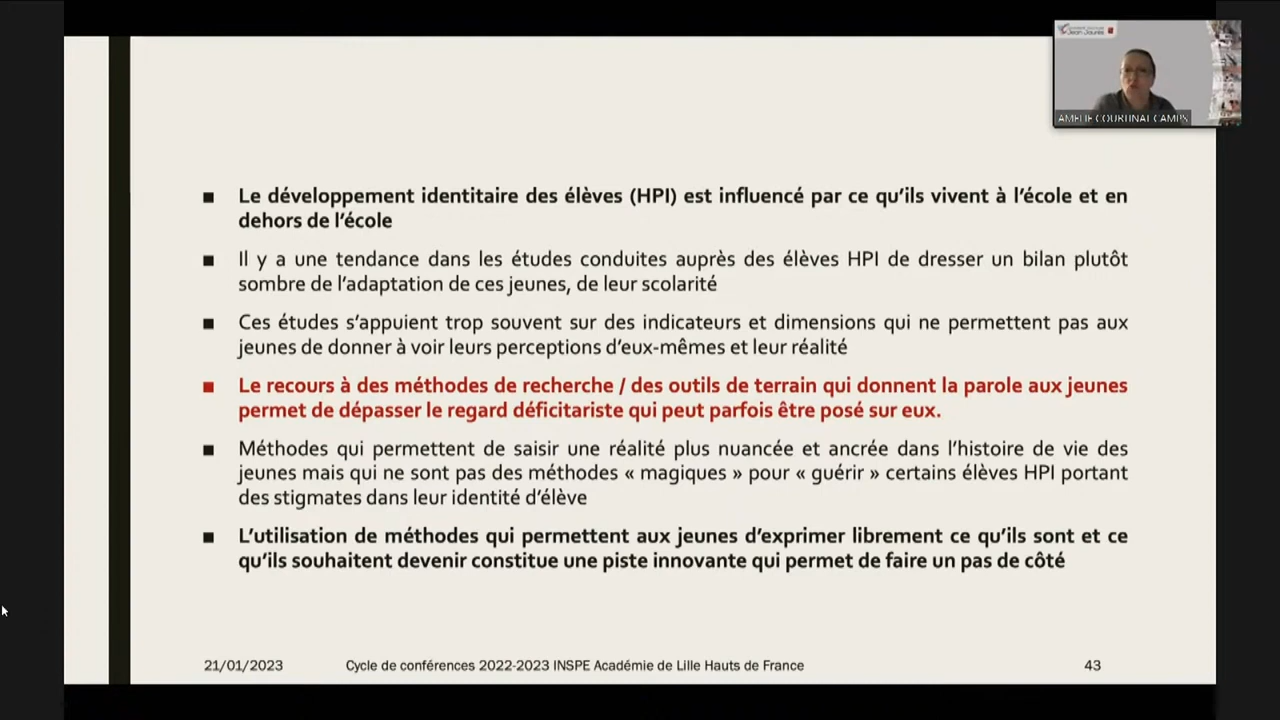 Jean Jaurès
AMELIE COURTINAT-CAMPS
■ Le développement identitaire des élèves (HPI) est influencé par ce qu’ils vivent à l’école et en
dehors de l’école
■ Il y a une tendance dans les études conduites auprès des élèves HPI de dresser un bilan plutôt
sombre de l’adaptation de ces jeunes, de leur scolarité
■ Ces études s’appuient trop souvent sur des indicateurs et dimensions qui ne permettent pas aux
jeunes de donner à voir leurs perceptions d’eux-mêmes et leur réalité
■ Le recours à des méthodes de recherche / des outils de terrain qui donnent la parole aux jeunes
permet de dépasser le regard déficitariste qui peut parfois être posé sur eux.
■ Méthodes qui permettent de saisir une réalité plus nuancée et ancrée dans l’histoire de vie des
jeunes mais qui ne sont pas des méthodes « magiques » pour « guérir » certains élèves HPI portant
des stigmates dans leur identité d’élève
■ L’utilisation de méthodes qui permettent aux jeunes d’exprimer librement ce qu’ils sont et ce
qu’ils souhaitent devenir constitue une piste innovante qui permet de faire un pas de côté
21/01/2023 Cycle de conférences 2022-2023 INSPE Académie de Lille Hauts de France 43